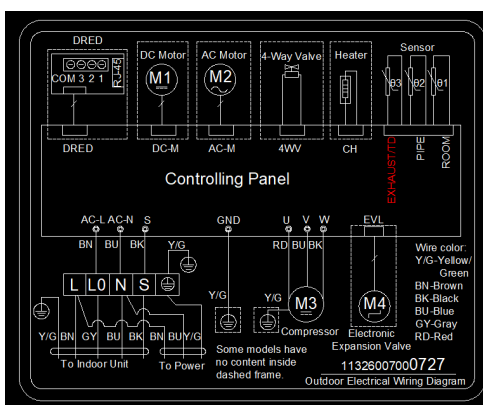 DRED
DC Motor
AC Motor
4-Way Valve
Heater
Sensor
COM 3 2 1
RJ-45
M1
M2
θ3
θ2
θ1
DRED
DC-M
AC-M
4WV
CH
EXHAUST/TD
PIPE
ROOM
Controlling Panel
AC-L AC-N S
GND
U V W
EVL
BN BU BK Y/G
RD BU BK
Wire color:
Y/G-Yellow/
Green
BN-Brown
BK-Black
BU-Blue
GY-Gray
RD-Red
L L0 N S
Y/G
Y/G
M3
M4
Y/G BN GY BU BK BN BU Y/G
Compressor
Electronic
Expansion Valve
To Indoor Unit
To Power
Some models have
no content inside
dashed frame.
11326007000727
Outdoor Electrical Wiring Diagram